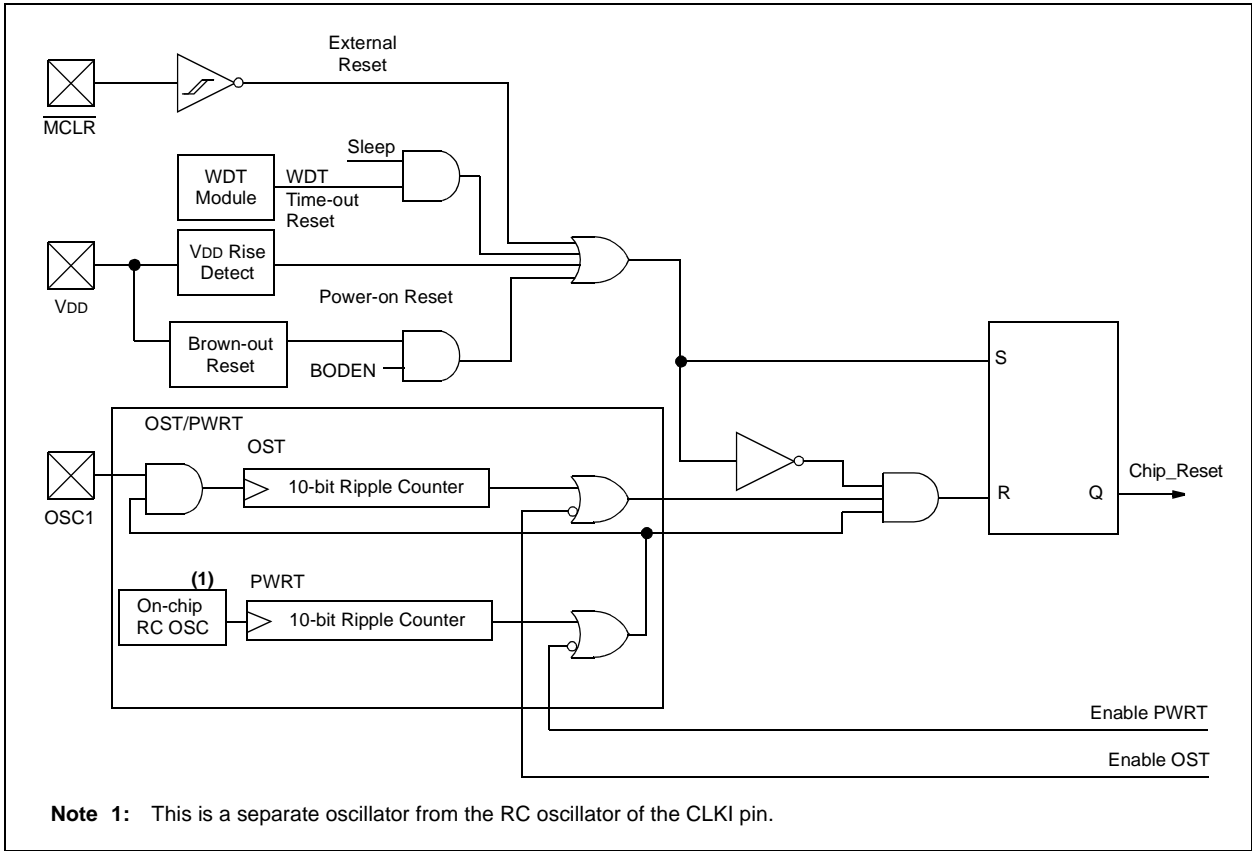 External
Reset
MCLR
Sleep
WDT
Module
WDT
Time-out
Reset
VDD Rise
Detect
VDD
Power-on Reset
Brown-out
Reset
BODEN
S
OST/PWRT
OST
10-bit Ripple Counter
OSC1
R
Q
Chip_Reset
(1)
PWRT
On-chip
RC OSC
10-bit Ripple Counter
Enable PWRT
Enable OST
Note 1: This is a separate oscillator from the RC oscillator of the CLKI pin.